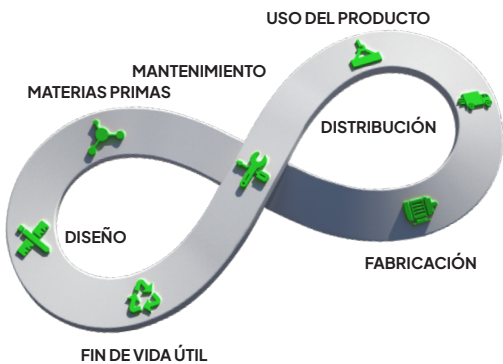 USO DEL PRODUCTO
MANTENIMIENTO
MATERIAS PRIMAS
DISTRIBUCIÓN
DISEÑO
FABRICACIÓN
FIN DE VIDA ÚTIL